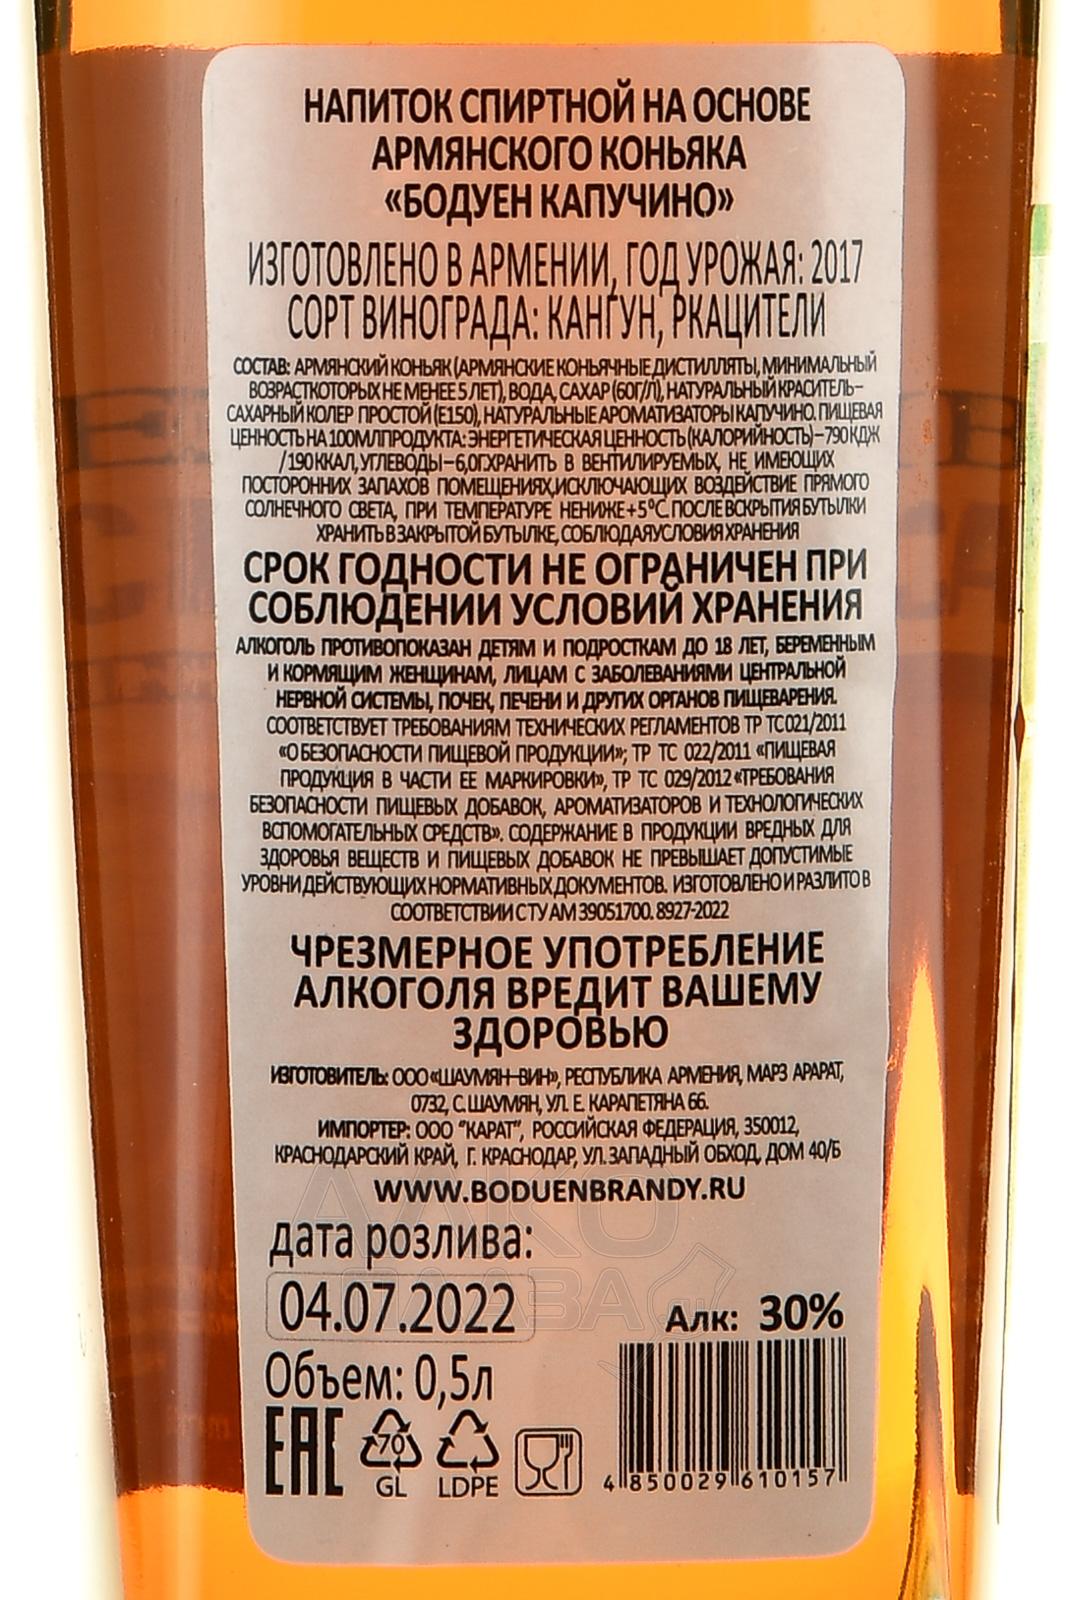 НАПИТОК СПИРТНОЙ НА ОСНОВЕ
АРМЯНСКОГО КОНЬЯКА
«БОДУЕН КАПУЧИНО»
ИЗГОТОВЛЕНО В АРМЕНИИ, ГОД УРОЖАЯ: 2017
СОРТ ВИНОГРАДА: КАНГУН, РКАЦИТЕЛИ
СОСТАВ: АРМЯНСКИЙ КОНЬЯК (АРМЯНСКИЕ КОНЬЯЧНЫЕ ДИСТИЛЛЯТЫ, МИНИМАЛЬНЫЙ
ВОЗРАСТ КОТОРЫХ НЕ МЕНЕЕ 5 ЛЕТ), ВОДА, САХАР (60Г/Л), НАТУРАЛЬНЫЙ КРАСИТЕЛЬ–
САХАРНЫЙ КОЛЕР ПРОСТОЙ (Е150), НАТУРАЛЬНЫЕ АРОМАТИЗАТОРЫ КАПУЧИНО. ПИЩЕВАЯ
ЦЕННОСТЬ НА 100МЛ ПРОДУКТА: ЭНЕРГЕТИЧЕСКАЯ ЦЕННОСТЬ (КАЛОРИЙНОСТЬ) – 790 КДЖ
/ 190 ККАЛ, УГЛЕВОДЫ – 6,0Г.ХРАНИТЬ В ВЕНТИЛИРУЕМЫХ, НЕ ИМЕЮЩИХ
ПОСТОРОННИХ ЗАПАХОВ ПОМЕЩЕНИЯХ,ИСКЛЮЧАЮЩИХ ВОЗДЕЙСТВИЕ ПРЯМОГО
СОЛНЕЧНОГО СВЕТА, ПРИ ТЕМПЕРАТУРЕ НЕНИЖЕ +5°С. ПОСЛЕ ВСКРЫТИЯ БУТЫЛКИ
ХРАНИТЬ В ЗАКРЫТОЙ БУТЫЛКЕ, СОБЛЮДАЯ УСЛОВИЯ ХРАНЕНИЯ
СРОК ГОДНОСТИ НЕ ОГРАНИЧЕН ПРИ
СОБЛЮДЕНИИ УСЛОВИЙ ХРАНЕНИЯ
АЛКОГОЛЬ ПРОТИВОПОКАЗАН ДЕТЯМ И ПОДРОСТКАМ ДО 18 ЛЕТ, БЕРЕМЕННЫМ
И КОРМЯЩИМ ЖЕНЩИНАМ, ЛИЦАМ С ЗАБОЛЕВАНИЯМИ ЦЕНТРАЛЬНОЙ
НЕРВНОЙ СИСТЕМЫ, ПОЧЕК, ПЕЧЕНИ И ДРУГИХ ОРГАНОВ ПИЩЕВАРЕНИЯ.
СООТВЕТСТВУЕТ ТРЕБОВАНИЯМ ТЕХНИЧЕСКИХ РЕГЛАМЕНТОВ ТР ТС 021/2011
«О БЕЗОПАСНОСТИ ПИЩЕВОЙ ПРОДУКЦИИ»; ТР ТС 022/2011 «ПИЩЕВАЯ
ПРОДУКЦИЯ В ЧАСТИ ЕЕ МАРКИРОВКИ», ТР ТС 029/2012 «ТРЕБОВАНИЯ
БЕЗОПАСНОСТИ ПИЩЕВЫХ ДОБАВОК, АРОМАТИЗАТОРОВ И ТЕХНОЛОГИЧЕСКИХ
ВСПОМОГАТЕЛЬНЫХ СРЕДСТВ». СОДЕРЖАНИЕ В ПРОДУКЦИИ ВРЕДНЫХ ДЛЯ
ЗДОРОВЬЯ ВЕЩЕСТВ И ПИЩЕВЫХ ДОБАВОК НЕ ПРЕВЫШАЕТ ДОПУСТИМЫЕ
УРОВНИ ДЕЙСТВУЮЩИХ НОРМАТИВНЫХ ДОКУМЕНТОВ. ИЗГОТОВЛЕНО И РАЗЛИТО В
СООТВЕТСТВИИ С ТУ АМ 39051700. 8927-2022
ЧРЕЗМЕРНОЕ УПОТРЕБЛЕНИЕ
АЛКОГОЛЯ ВРЕДИТ ВАШЕМУ
ЗДОРОВЬЮ
ИЗГОТОВИТЕЛЬ: ООО «ШАУМЯН-ВИН», РЕСПУБЛИКА АРМЕНИЯ, МАРЗ АРАРАТ,
0732, С. ШАУМЯН, УЛ. Е. КАРАПЕТЯНА 66.
ИМПОРТЕР: ООО "КАРАТ", РОССИЙСКАЯ ФЕДЕРАЦИЯ, 350012,
КРАСНОДАРСКИЙ КРАЙ, Г. КРАСНОДАР, УЛ. ЗАПАДНЫЙ ОБХОД, ДОМ 40/Б
WWW.BODUENBRANDY.RU
дата розлива:
04.07.2022
Алк: 30%
Объем: 0,5л
EAC
70
GL
LDPE
4 850029 610157
АЛКО
ПЛАЗА
.ru